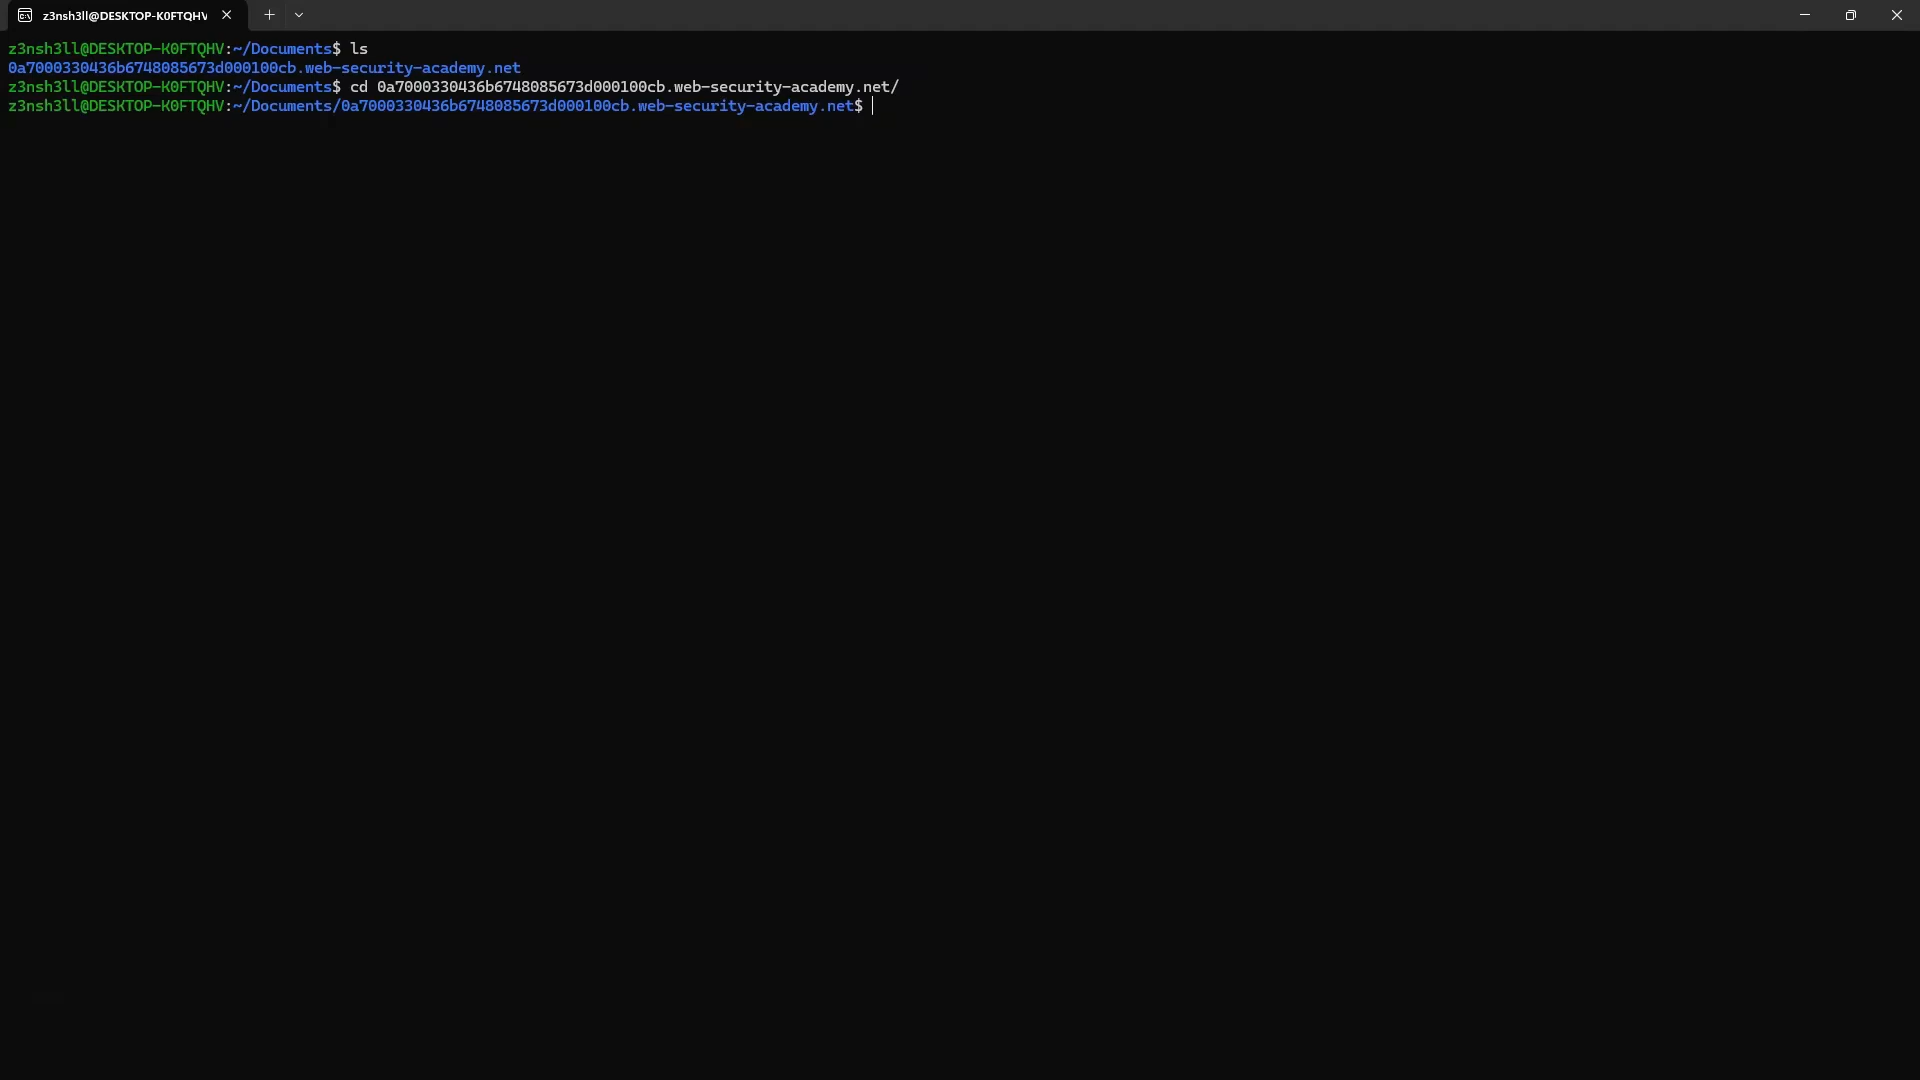 z3nsh3ll@DESKTOP-K0FTQHV
z3nsh3ll@DESKTOP-K0FTQHV:~/Documents$ ls
0a7000330436b6748085673d000100cb.web-security-academy.net
z3nsh3ll@DESKTOP-K0FTQHV:~/Documents$ cd 0a7000330436b6748085673d000100cb.web-security-academy.net/
z3nsh3ll@DESKTOP-K0FTQHV:~/Documents/0a7000330436b6748085673d000100cb.web-security-academy.net$